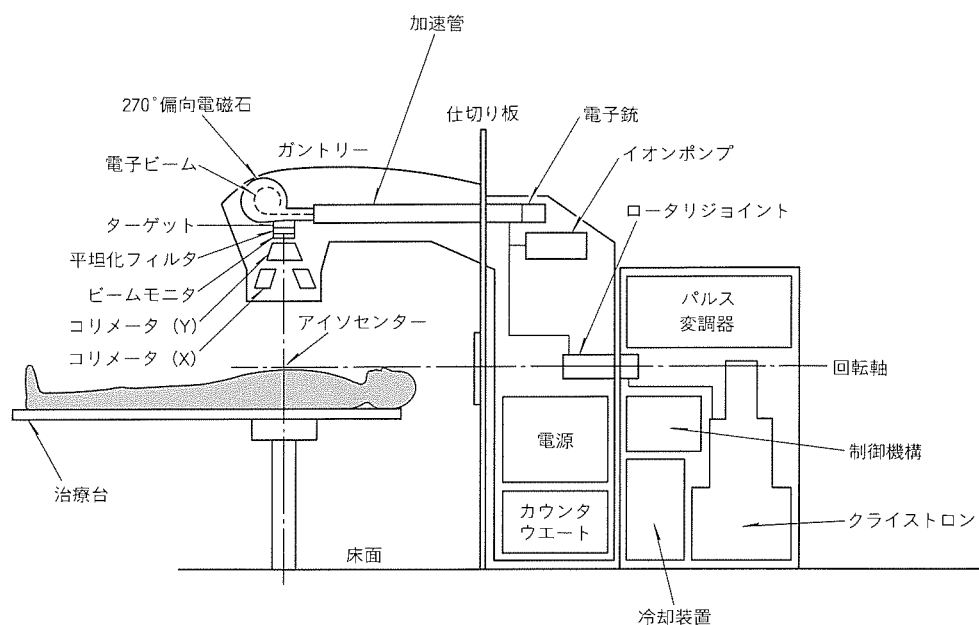 加速管
270°偏向電磁石
仕切り板
電子銃
ガントリー
電子ビーム
イオンポンプ
ターゲット
ロータリジョイント
平坦化フィルタ
ビームモニタ
コリメータ（Y）
コリメータ（X）
アイソセンター
パルス
変調器
回転軸
電源
制御機構
治療台
カウンタ
ウエート
クライストロン
床面
冷却装置